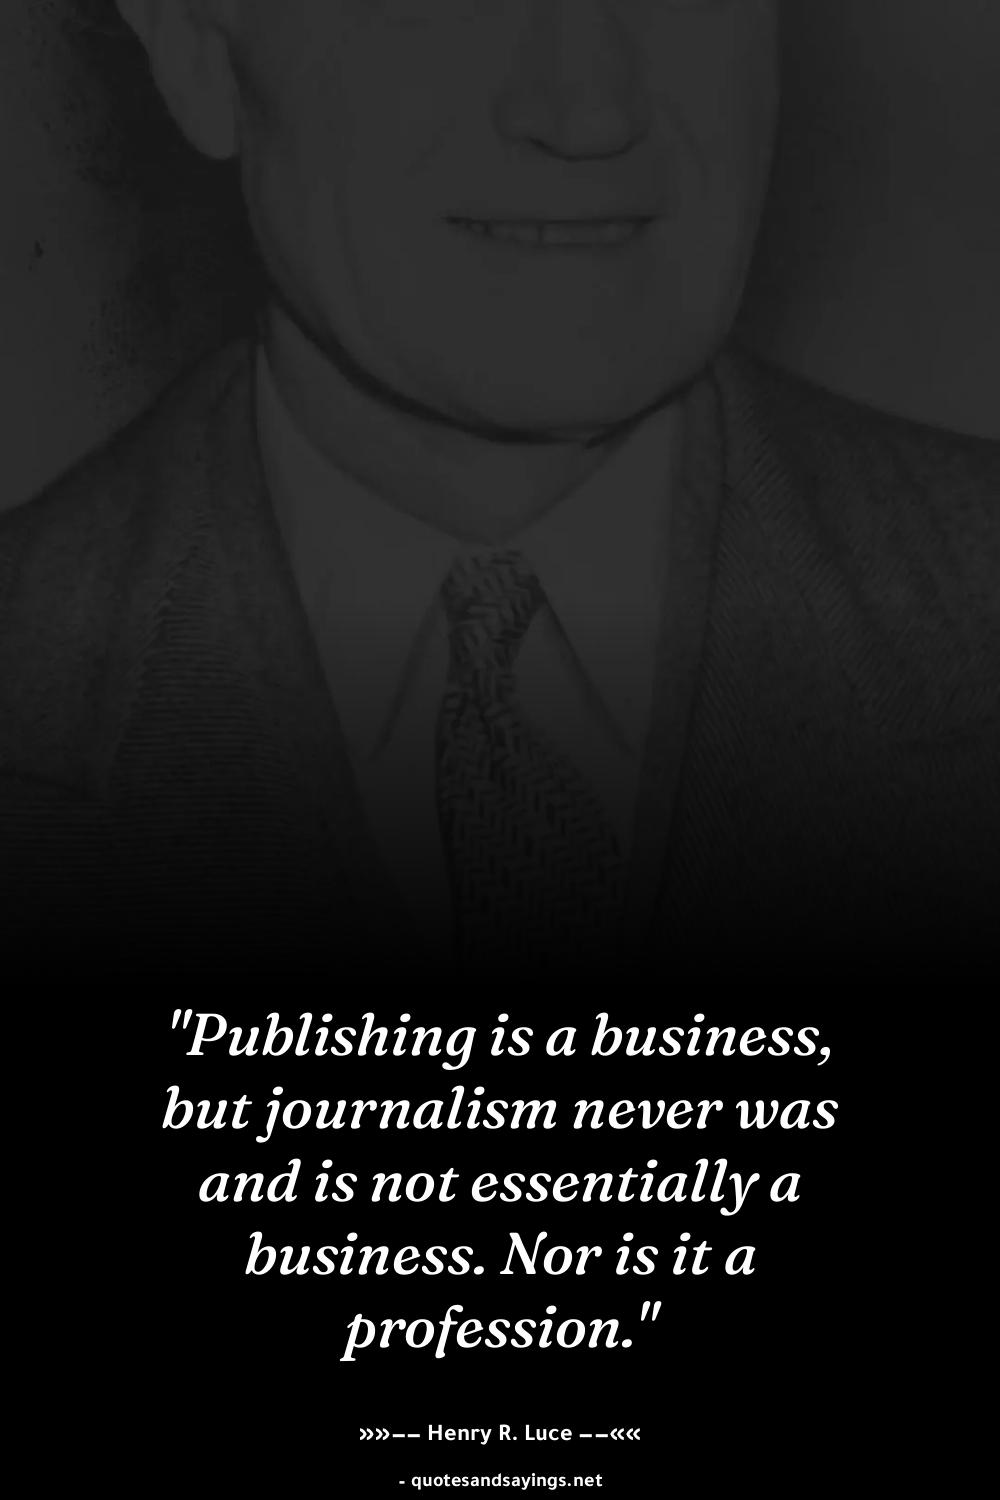 "Publishing is a business,
but journalism never was
and is not essentially a
business. Nor is it a
profession."
»»−− Henry R. Luce −−««
- quotesandsayings.net